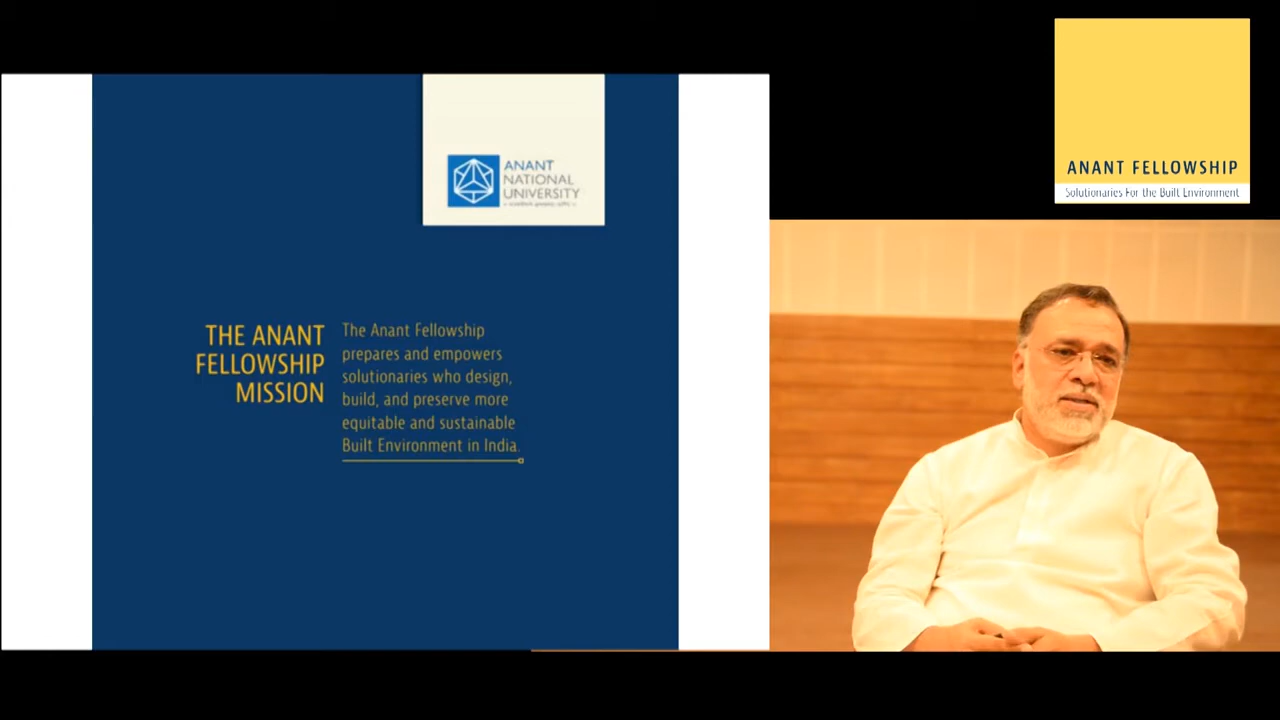 ANANT FELLOWSHIP
Solutionaries For the Built Environment
ANANT
NATIONAL
UNIVERSITY
THE ANANT
FELLOWSHIP
MISSION
The Anant Fellowship
prepares and empowers
solutionaries who design,
build, and preserve more
equitable and sustainable
Built Environment in India.